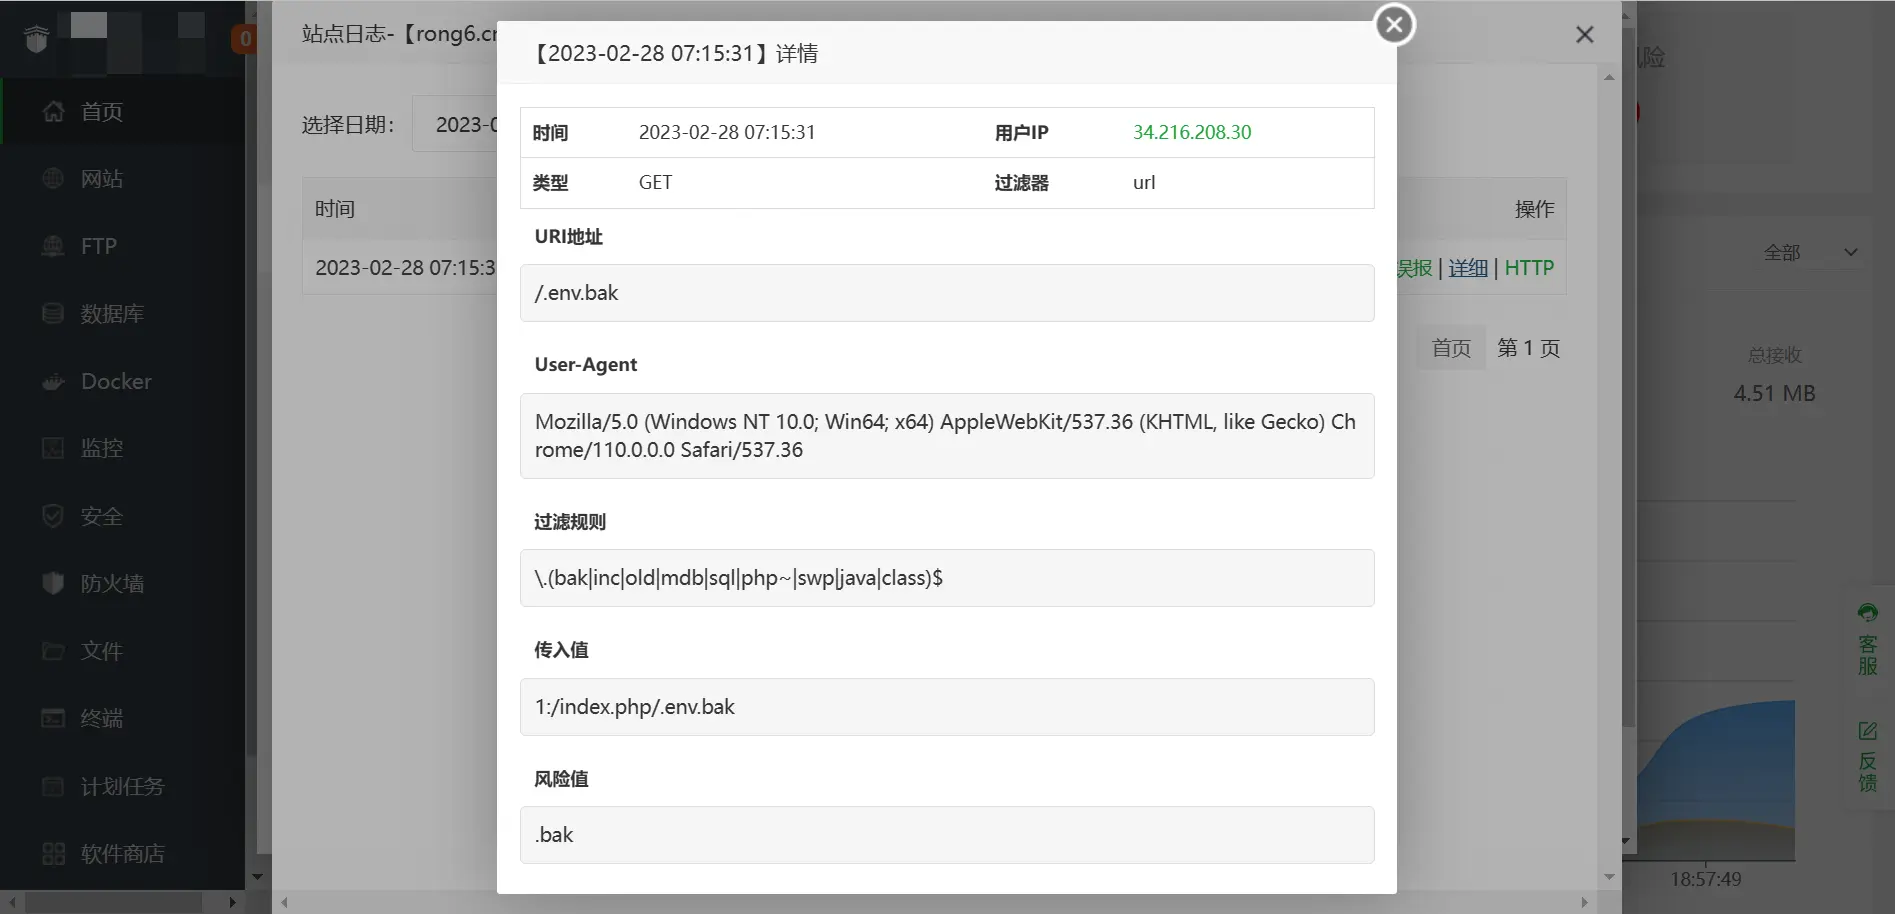 0
首页
网站
FTP
数据库
Docker
监控
安全
防火墙
文件
终端
计划任务
软件商店
站点日志-【rong6.cn
选择日期：
2023-0
时间
操作
2023-02-28 07:15:3
误报 | 详细 | HTTP
首页
第 1 页
【2023-02-28 07:15:31】详情
时间 2023-02-28 07:15:31 用户IP 34.216.208.30
类型 GET 过滤器 url
URI地址
/.env.bak
User-Agent
Mozilla/5.0 (Windows NT 10.0; Win64; x64) AppleWebKit/537.36 (KHTML, like Gecko) Ch
rome/110.0.0.0 Safari/537.36
过滤规则
\.(bak|inc|old|mdb|sql|php~|swp|java|class)$
传入值
1:/index.php/.env.bak
风险值
.bak
风险
全部
总接收
4.51 MB
客服
反馈
18:57:49